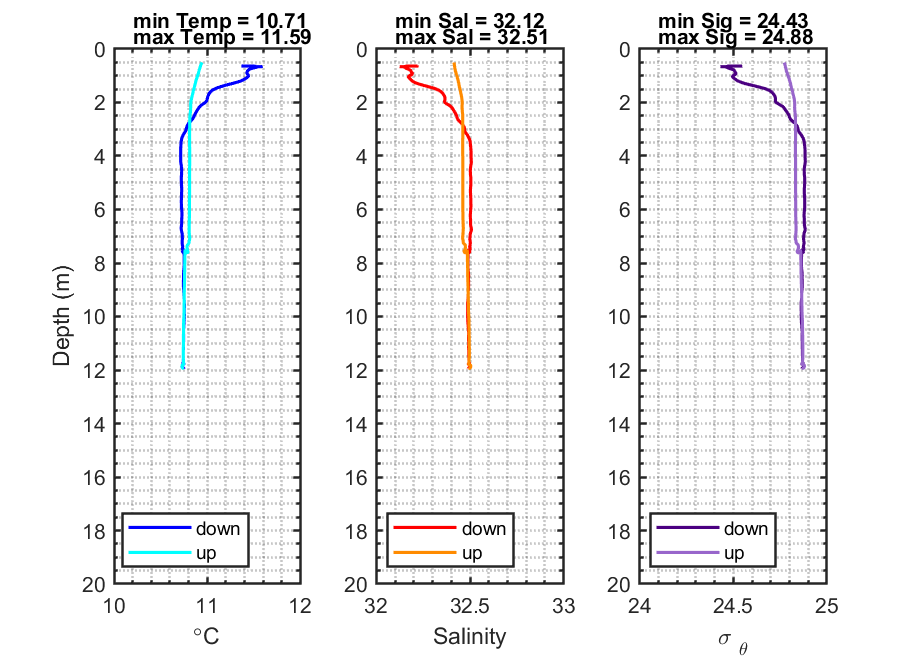 min Temp = 10.71
max Temp = 11.59
min Sal = 32.12
max Sal = 32.51
min Sig = 24.43
max Sig = 24.88
0
2
4
6
8
10
12
14
16
18
20
Depth (m)
down
up
10 11 12
°C
0
2
4
6
8
10
12
14
16
18
20
down
up
32 32.5 33
Salinity
0
2
4
6
8
10
12
14
16
18
20
down
up
24 24.5 25
σ θ